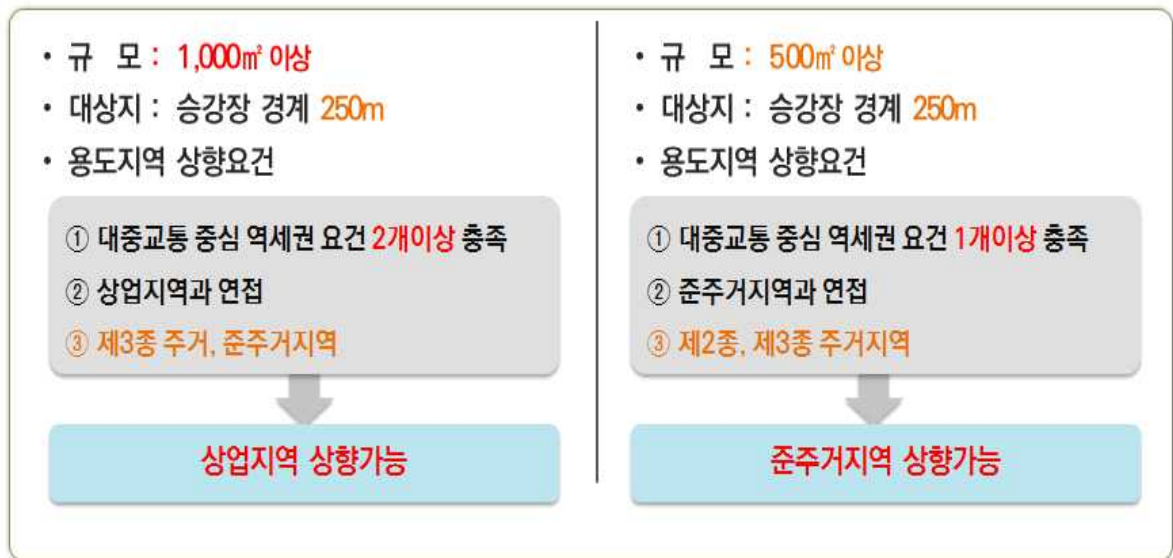 • 규 모 : 1,000㎡ 이상
• 대상지 : 승강장 경계 250m
• 용도지역 상향요건
① 대중교통 중심 역세권 요건 2개이상 충족
② 상업지역과 연접
③ 제3종 주거, 준주거지역
상업지역 상향가능
• 규 모 : 500㎡ 이상
• 대상지 : 승강장 경계 250m
• 용도지역 상향요건
① 대중교통 중심 역세권 요건 1개이상 충족
② 준주거지역과 연접
③ 제2종, 제3종 주거지역
준주거지역 상향가능